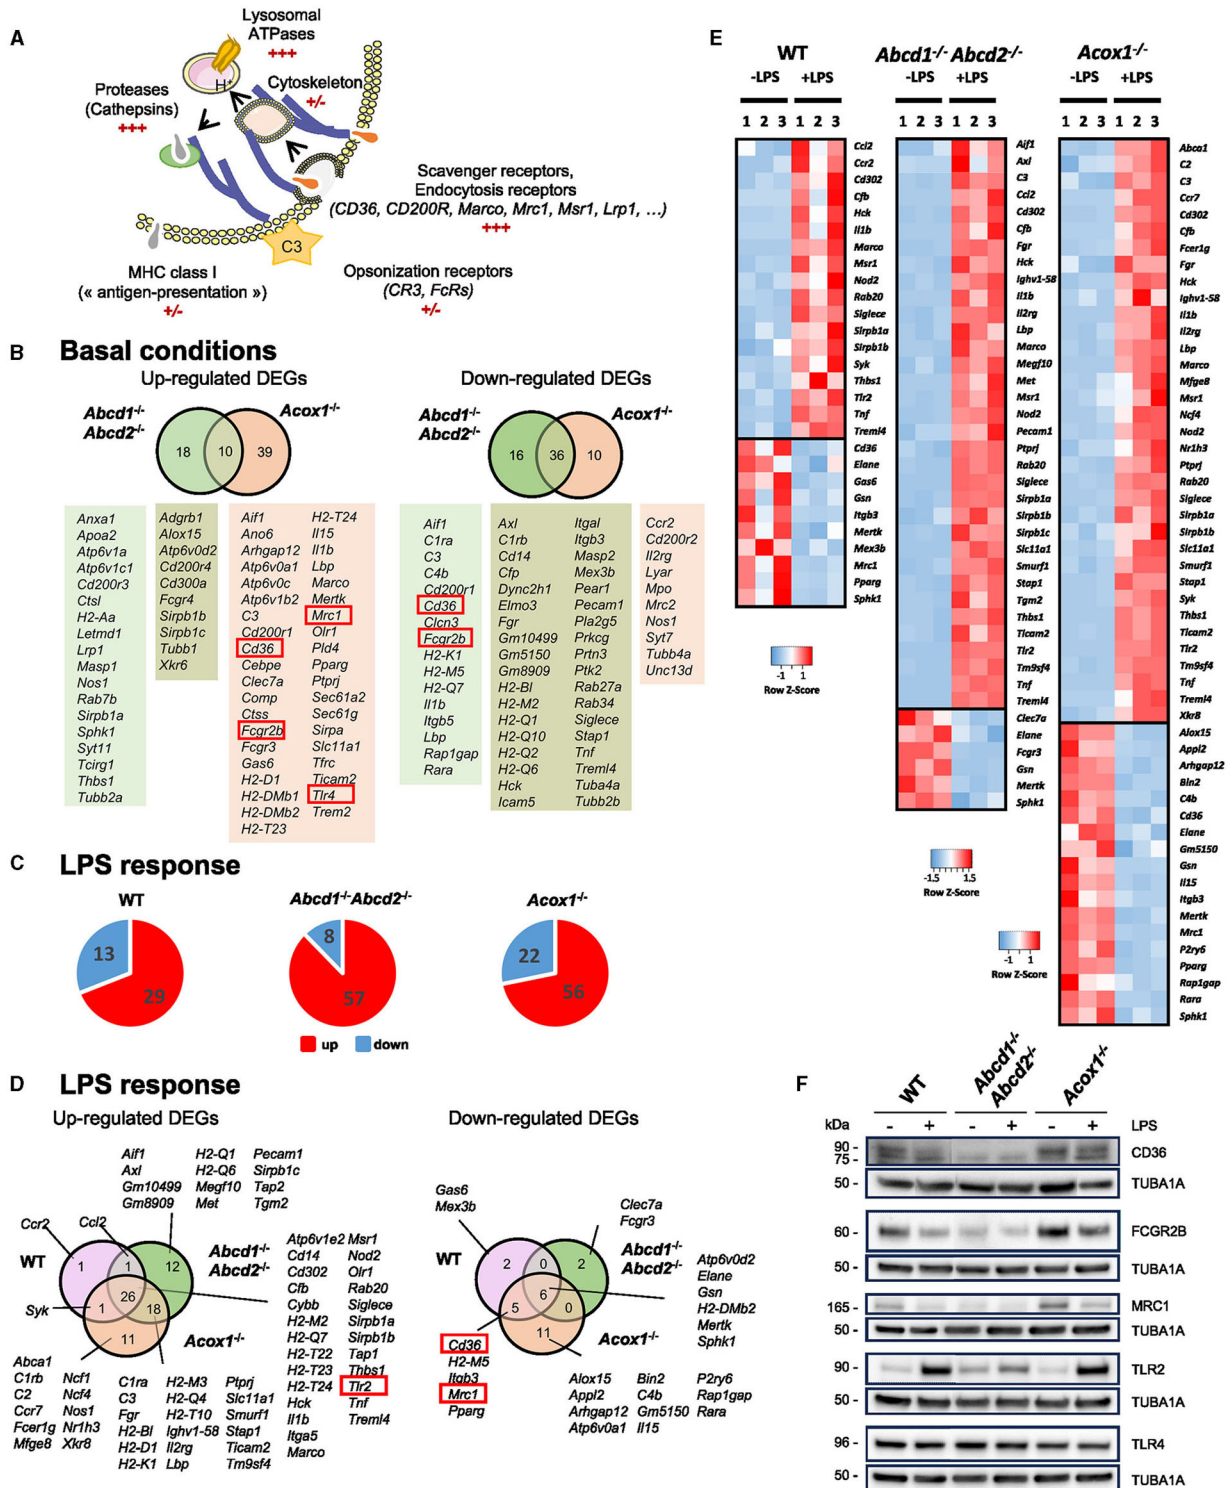 A
Lysosomal
ATPases
+++
H+
Cytoskeleton
+/-
Proteases
(Cathepsins)
+++
Scavenger receptors,
Endocytosis receptors
(CD36, CD200R, Marco, Mrc1, Msr1, Lrp1, …)
+++
C3
MHC class I
(« antigen-presentation »)
+/-
Opsonization receptors
(CR3, FcRs)
+/-
B Basal conditions
Up-regulated DEGs
Abcd1-/-
Abcd2-/-
Acox1-/-
18 10 39
Anxa1
Apoa2
Atp6v1a
Atp6v1c1
Cd200r3
Ctsl
H2-Aa
Letmd1
Lrp1
Masp1
Nos1
Rab7b
Sirpb1a
Sphk1
Syt11
Tcirg1
Thbs1
Tubb2a
Adgrb1
Alox15
Atp6v0d2
Cd200r4
Cd300a
Fcgr4
Sirpb1b
Sirpb1c
Tubb1
Xkr6
Aif1
Ano6
Arhgap12
Atp6v0a1
Atp6v0c
Atp6v1b2
C3
Cd200r1
Cd36
Cebpe
Clec7a
Comp
Ctss
Fcgr2b
Fcgr3
Gas6
H2-D1
H2-DMb1
H2-DMb2
H2-T23
H2-T24
Il15
Il1b
Lbp
Marco
Mertk
Mrc1
Olr1
Pld4
Pparg
Ptprj
Sec61a2
Sec61g
Sirpa
Slc11a1
Tfrc
Ticam2
Tlr4
Trem2
Down-regulated DEGs
Abcd1-/-
Abcd2-/-
Acox1-/-
16 36 10
Aif1
C1ra
C3
C4b
Cd200r1
Cd36
Clcn3
Fcgr2b
H2-K1
H2-M5
H2-Q7
Il1b
Itgb5
Lbp
Rap1gap
Rara
Axl
C1rb
Cd14
Cfp
Dync2h1
Elmo3
Fgr
Gm10499
Gm5150
Gm8909
H2-Bl
H2-M2
H2-Q1
H2-Q10
H2-Q2
H2-Q6
Hck
Icam5
Itgal
Itgb3
Masp2
Mex3b
Pear1
Pecam1
Pla2g5
Prkcg
Prtn3
Ptk2
Rab27a
Rab34
Siglece
Stap1
Tnf
Treml4
Tuba4a
Tubb2b
Ccr2
Cd200r2
Il2rg
Lyar
Mpo
Mrc2
Nos1
Syt7
Tubb4a
Unc13d
C LPS response
WT
13
29
Abcd1-/-Abcd2-/-
8
57
Acox1-/-
22
56
up down
D LPS response
Up-regulated DEGs
Aif1 H2-Q1 Pecam1
Axl H2-Q6 Sirpb1c
Gm10499 Megf10 Tap2
Gm8909 Met Tgm2
Ccr2
Ccl2
WT
Abcd1-/-
Abcd2-/-
1 1 12
26
1 18
11
Syk
Acox1-/-
Abca1
C1rb
C2
Ccr7
Fcer1g
Mfge8
Ncf1
Ncf4
Nos1
Nr1h3
Xkr8
C1ra
C3
Fgr
H2-Bl
H2-D1
H2-K1
H2-M3
H2-Q4
H2-T10
Ighv1-58
Il2rg
Lbp
Ptprj
Slc11a1
Smurf1
Stap1
Ticam2
Tm9sf4
Atp6v1e2
Cd14
Cd302
Cfb
Cybb
H2-M2
H2-Q7
H2-T22
H2-T23
H2-T24
Hck
Il1b
Itga5
Marco
Msr1
Nod2
Olr1
Rab20
Siglece
Sirpb1a
Sirpb1b
Tap1
Thbs1
Tlr2
Tnf
Treml4
Down-regulated DEGs
Gas6
Mex3b
Clec7a
Fcgr3
WT
Abcd1-/-
Abcd2-/-
2 0 2
6
5 0
11
Acox1-/-
Atp6v0d2
Elane
Gsn
H2-DMb2
Mertk
Sphk1
Cd36
H2-M5
Itgb3
Mrc1
Pparg
Alox15
Appl2
Arhgap12
Atp6v0a1
Bin2
C4b
Gm5150
Il15
P2ry6
Rap1gap
Rara
E
WT
-LPS +LPS
1 2 3 1 2 3
Ccl2
Ccr2
Cd302
Cfb
Hck
Il1b
Marco
Msr1
Nod2
Rab20
Siglece
Sirpb1a
Sirpb1b
Syk
Thbs1
Tlr2
Tnf
Treml4
Cd36
Elane
Gas6
Gsn
Itgb3
Mertk
Mex3b
Mrc1
Pparg
Sphk1
-1 1
Row Z-Score
Abcd1-/- Abcd2-/-
-LPS +LPS
1 2 3 1 2 3
Aif1
Axl
C3
Ccl2
Cd302
Cfb
Fgr
Hck
Ighv1-58
Il1b
Il2rg
Lbp
Marco
Megf10
Met
Msr1
Nod2
Pecam1
Ptprj
Rab20
Siglece
Sirpb1a
Sirpb1b
Sirpb1c
Slc11a1
Smurf1
Stap1
Tgm2
Thbs1
Ticam2
Tlr2
Tm9sf4
Tnf
Treml4
Clec7a
Elane
Fcgr3
Gsn
Mertk
Sphk1
-1.5 1.5
Row Z-Score
Acox1-/-
-LPS +LPS
1 2 3 1 2 3
Abca1
C2
C3
Ccr7
Cd302
Cfb
Fcer1g
Fgr
Hck
Ighv1-58
Il1b
Il2rg
Lbp
Marco
Mfge8
Msr1
Ncf4
Nod2
Nr1h3
Ptprj
Rab20
Siglece
Sirpb1a
Sirpb1b
Slc11a1
Smurf1
Stap1
Syk
Thbs1
Ticam2
Tlr2
Tm9sf4
Tnf
Treml4
Xkr8
Alox15
Appl2
Arhgap12
Bin2
C4b
Cd36
Elane
Gm5150
Gsn
Il15
Itgb3
Mertk
Mrc1
P2ry6
Pparg
Rap1gap
Rara
Sphk1
-1 1
Row Z-Score
F
WT
Abcd1-/-
Abcd2-/-
Acox1-/-
kDa - + - + - + LPS
90 -
75 -
CD36
50 - TUBA1A
60 - FCGR2B
50 - TUBA1A
165 - MRC1
50 - TUBA1A
90 - TLR2
50 - TUBA1A
96 - TLR4
50 - TUBA1A